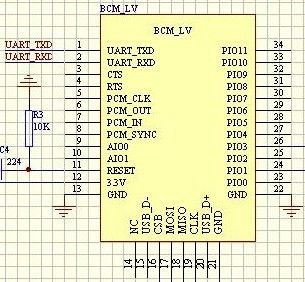 BCM_LV
BCM_LV
UART_TXD 1 UART_TXD PIO11 34
UART_RXD 2 UART_RXD PIO10 33
3 CTS PIO9 32
4 RTS PIO8 31
5 PCM_CLK PIO7 30
6 PCM_OUT PIO6 29
R3 7 PCM_IN PIO5 28
10K 8 PCM_SYNC PIO4 27
9 AIO0 PIO3 26
C4 10 AIO1 PIO2 25
224 11 RESET PIO1 24
12 3.3V PIO0 23
13 GND GND 22
NC USB_D- CSB MOSI MISO CLK USB_D+ GND
14 15 16 17 18 19 20 21